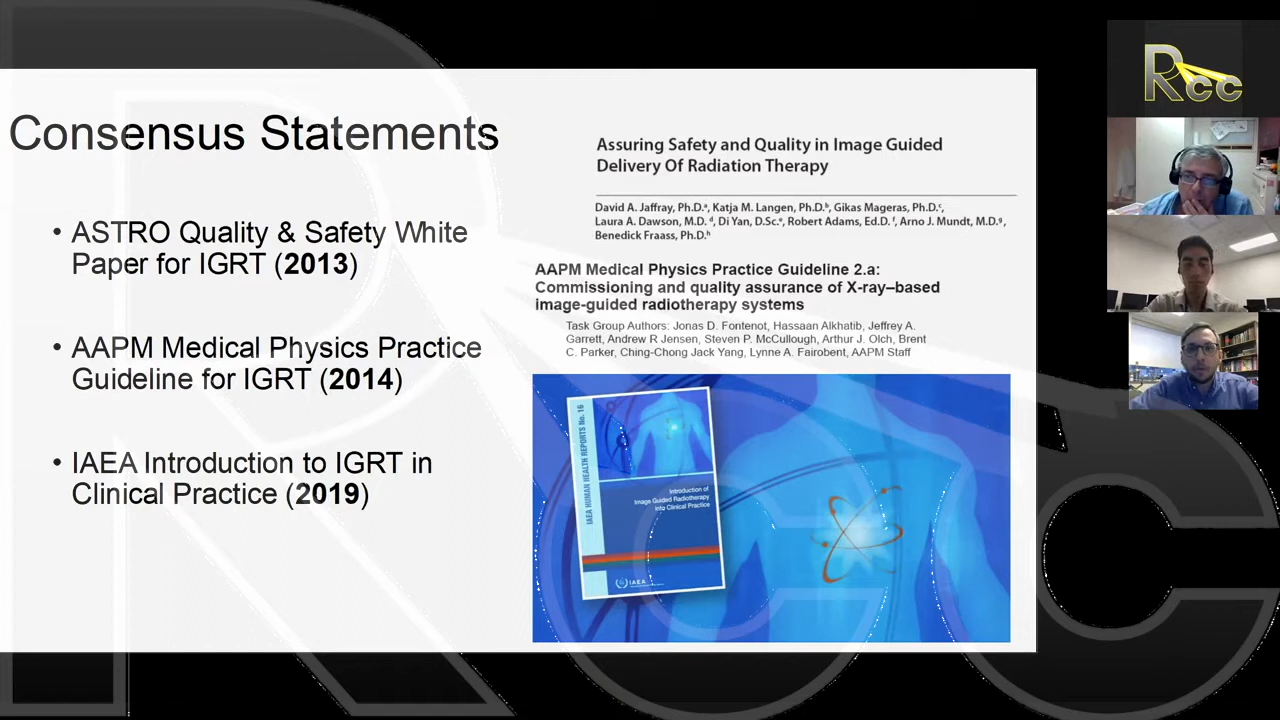 Consensus Statements
• ASTRO Quality & Safety White
Paper for IGRT (2013)
• AAPM Medical Physics Practice
Guideline for IGRT (2014)
• IAEA Introduction to IGRT in
Clinical Practice (2019)
Assuring Safety and Quality in Image Guided
Delivery Of Radiation Therapy
David A. Jaffray, Ph.D.ᵃ, Katja M. Langen, Ph.D.ᵇ, Gikas Mageras, Ph.D.ᶜ,
Laura A. Dawson, M.D. ᵈ, Di Yan, D.Sc.ᵉ, Robert Adams, Ed.D. ᶠ, Arno J. Mundt, M.D.ᵍ,
Benedick Fraass, Ph.D.ʰ
AAPM Medical Physics Practice Guideline 2.a:
Commissioning and quality assurance of X-ray–based
image-guided radiotherapy systems
Task Group Authors: Jonas D. Fontenot, Hassaan Alkhatib, Jeffrey A.
Garrett, Andrew R Jensen, Steven P. McCullough, Arthur J. Olch, Brent
C. Parker, Ching-Chong Jack Yang, Lynne A. Fairobent, AAPM Staff
IAEA HUMAN HEALTH REPORTS No. 16
Introduction of
Image Guided Radiotherapy
into Clinical Practice
IAEA
Rcc
Rcc